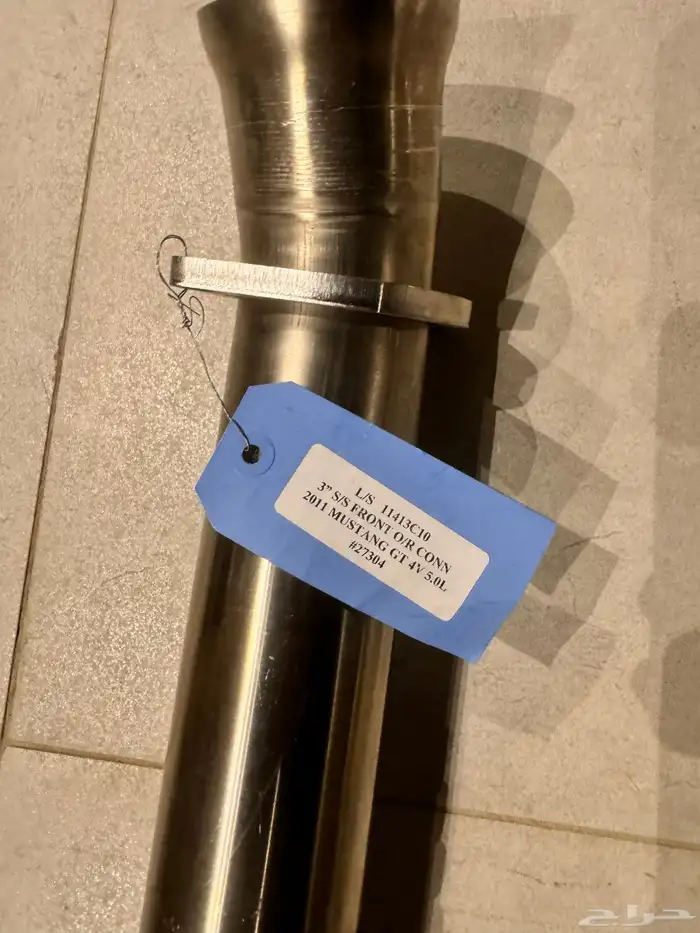 L/S 11413C10
3" S/S FRONT O/R CONN
2011 MUSTANG GT 4V 5.0L
#27304
حراج